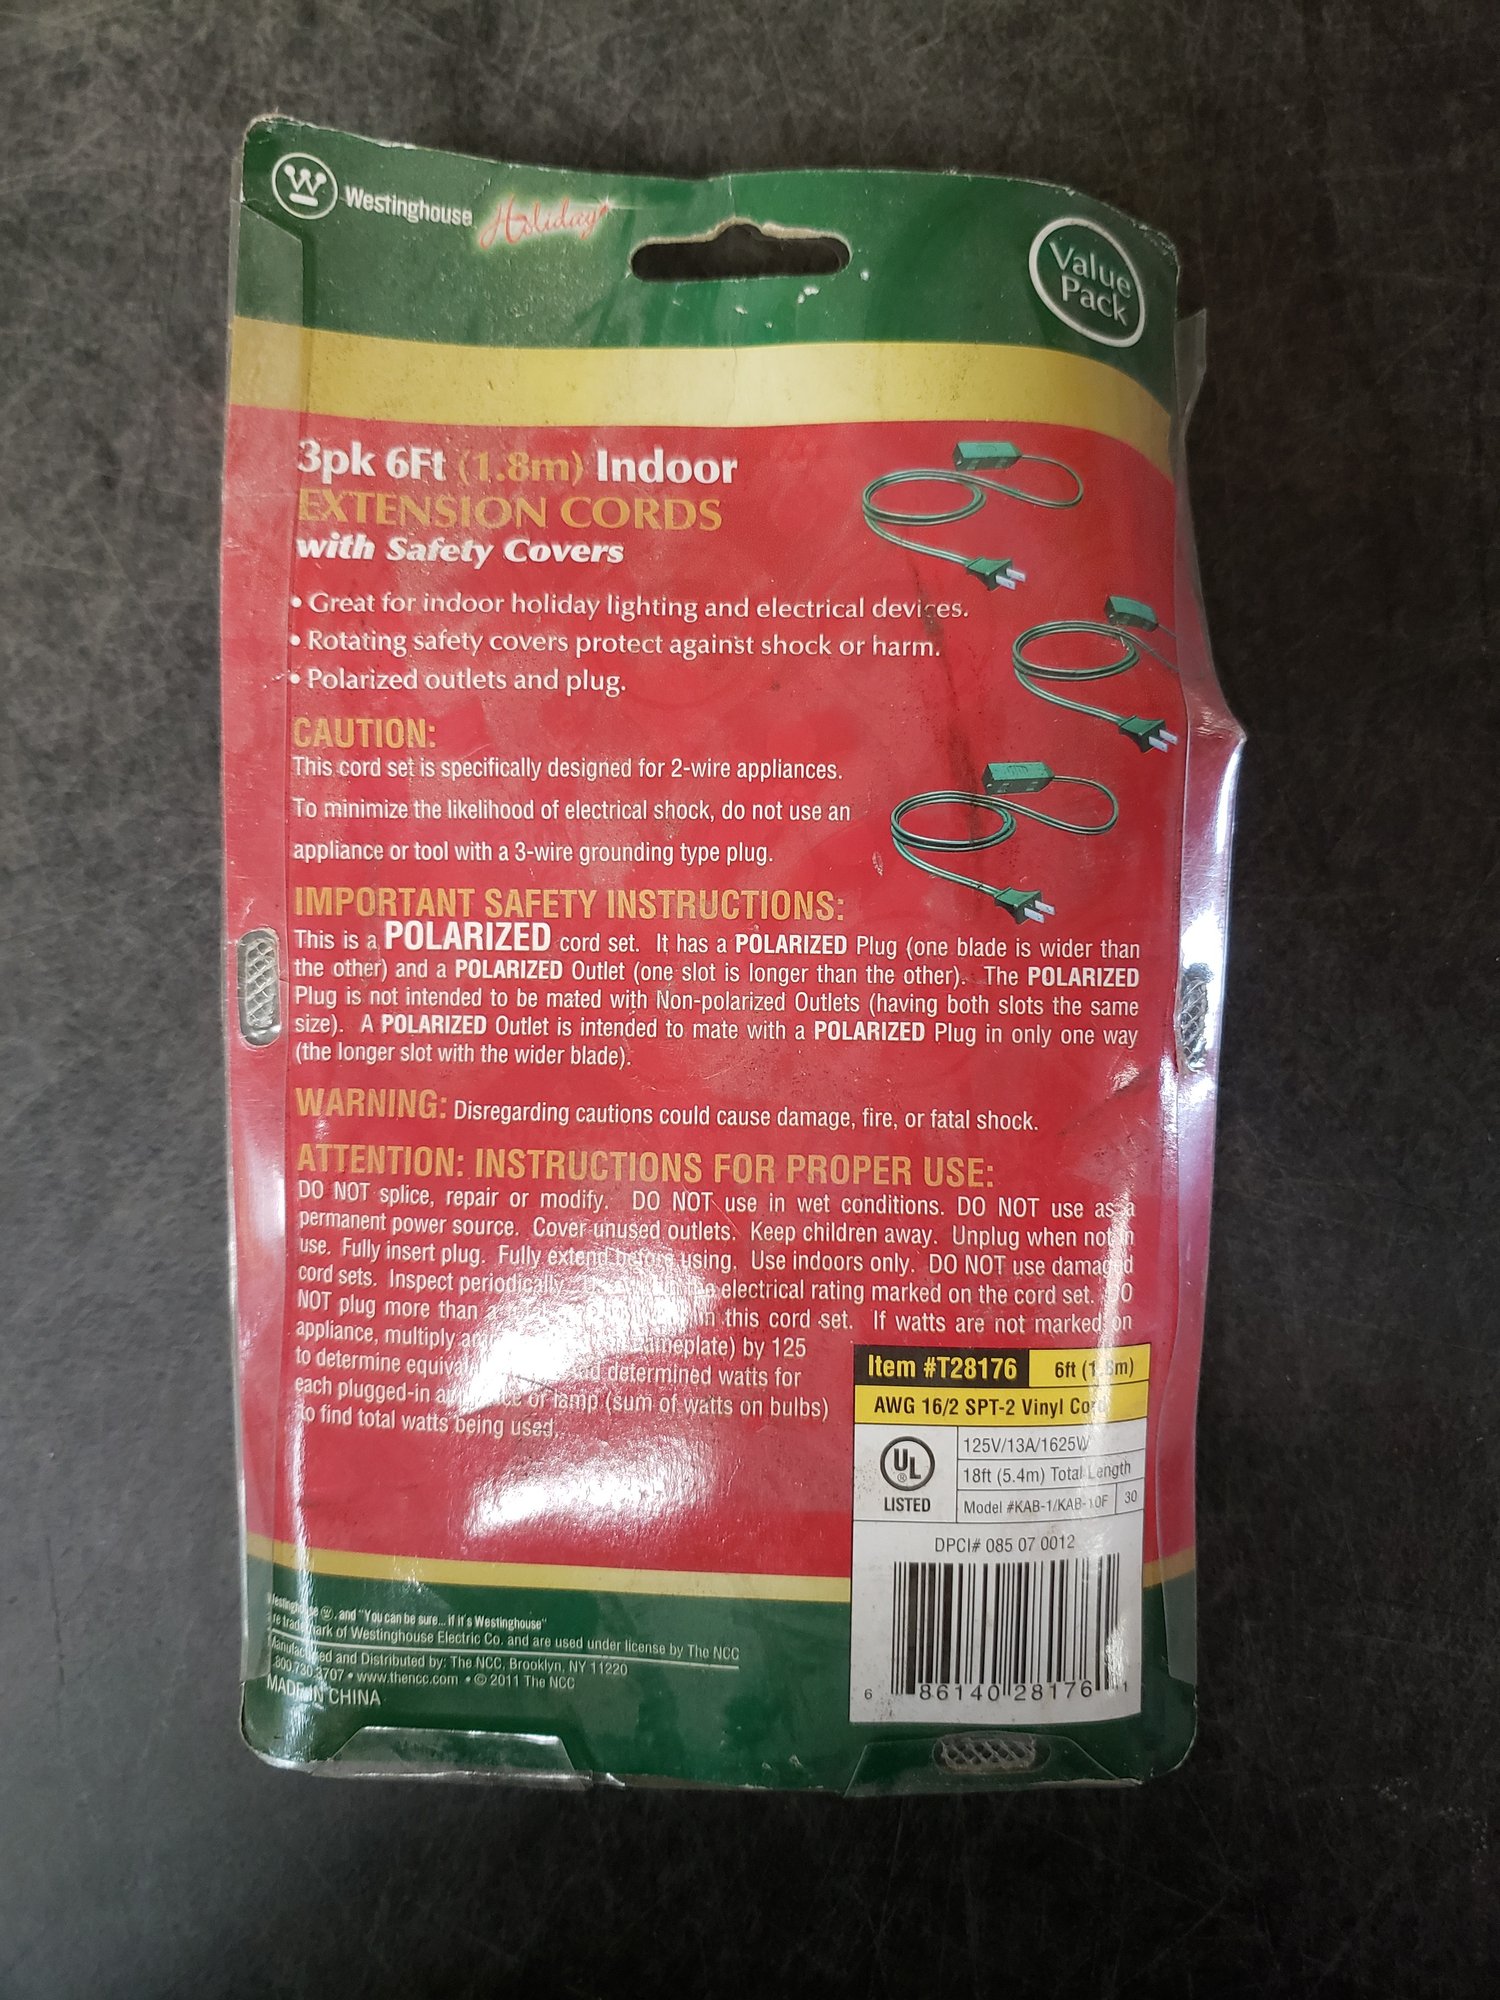 W Westinghouse Holiday
Value
Pack
3pk 6Ft (1.8m) Indoor
EXTENSION CORDS
with Safety Covers
• Great for indoor holiday lighting and electrical devices.
• Rotating safety covers protect against shock or harm.
• Polarized outlets and plug.
CAUTION:
This cord set is specifically designed for 2-wire appliances.
To minimize the likelihood of electrical shock, do not use an
appliance or tool with a 3-wire grounding type plug.
IMPORTANT SAFETY INSTRUCTIONS:
This is a POLARIZED cord set. It has a POLARIZED Plug (one blade is wider than
the other) and a POLARIZED Outlet (one slot is longer than the other). The POLARIZED
Plug is not intended to be mated with Non-polarized Outlets (having both slots the same
size). A POLARIZED Outlet is intended to mate with a POLARIZED Plug in only one way
(the longer slot with the wider blade).
WARNING: Disregarding cautions could cause damage, fire, or fatal shock.
ATTENTION: INSTRUCTIONS FOR PROPER USE:
DO NOT splice, repair or modify. DO NOT use in wet conditions. DO NOT use as a
permanent power source. Cover unused outlets. Keep children away. Unplug when not in
use. Fully insert plug. Fully extend before using. Use indoors only. DO NOT use damaged
cord sets. Inspect periodically. electrical rating marked on the cord set. DO
NOT plug more than this cord set. If watts are not marked on
appliance, multiply nameplate) by 125
to determine determined watts for
each plugged-in or lamp (sum of watts on bulbs)
to find total watts being used.
Item #T28176 6ft (1.8m)
AWG 16/2 SPT-2 Vinyl Cord
UL
®
LISTED
125V/13A/1625W
18ft (5.4m) Total Length
Model #KAB-1/KAB-10F 30
DPCI# 085 07 0012
6 86140 28176 1
Westinghouse W, and "You can be sure... if it's Westinghouse"
are trademark of Westinghouse Electric Co. and are used under license by The NCC
Manufactured and Distributed by: The NCC, Brooklyn, NY 11220
800.730.3707 • www.thencc.com • © 2011 The NCC
MADE IN CHINA